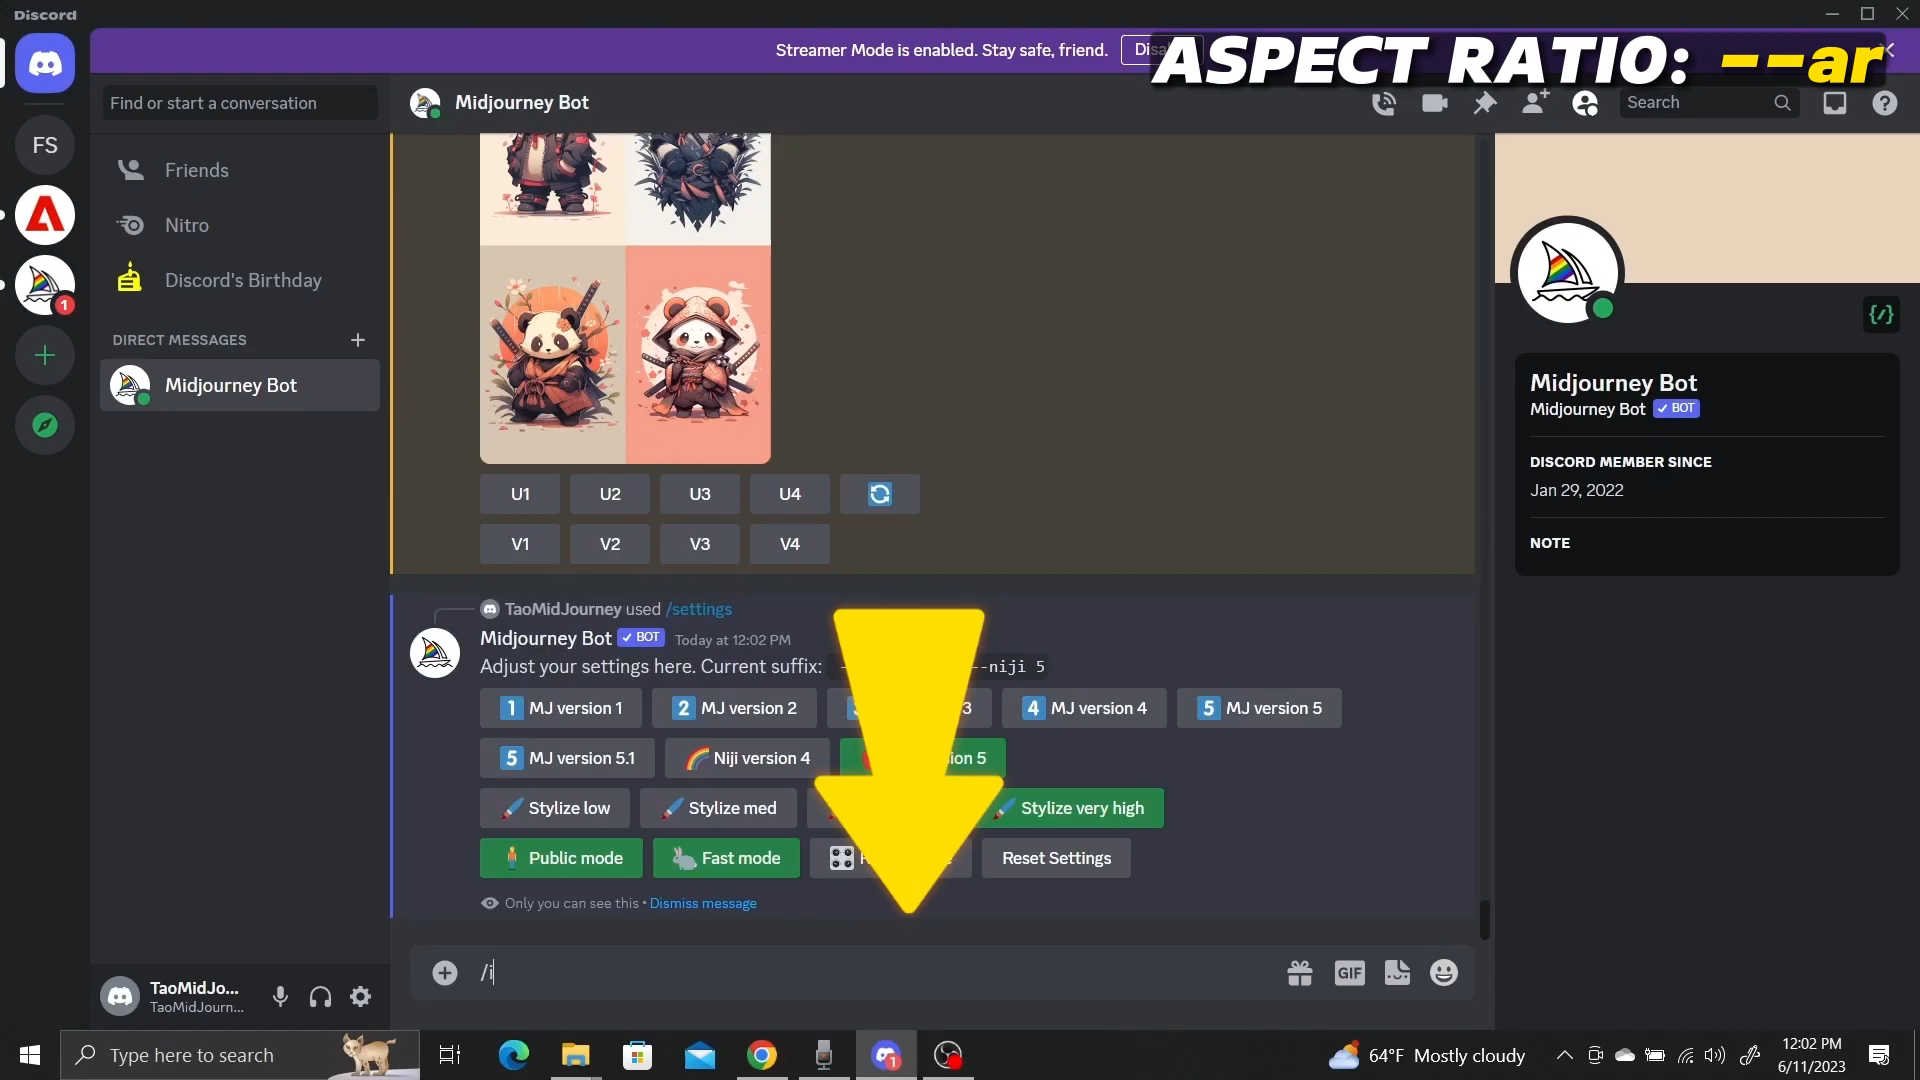 Discord
Streamer Mode is enabled. Stay safe, friend.
ASPECT RATIO: --ar
Find or start a conversation
Midjourney Bot
Search
FS
Friends
Nitro
Discord's Birthday
DIRECT MESSAGES
Midjourney Bot
1
U1 U2 U3 U4
V1 V2 V3 V4
TaoMidJourney used /settings
Midjourney Bot BOT Today at 12:02 PM
Adjust your settings here. Current suffix: --niji 5
1 MJ version 1 2 MJ version 2 3 4 MJ version 4 5 MJ version 5
5 MJ version 5.1 Niji version 4 5
Stylize low Stylize med Stylize very high
Public mode Fast mode Reset Settings
Only you can see this • Dismiss message
/i
GIF
Midjourney Bot
Midjourney Bot BOT
DISCORD MEMBER SINCE
Jan 29, 2022
NOTE
TaoMidJo...
TaoMidJourn...
Type here to search
1
64°F Mostly cloudy
12:02 PM
6/11/2023